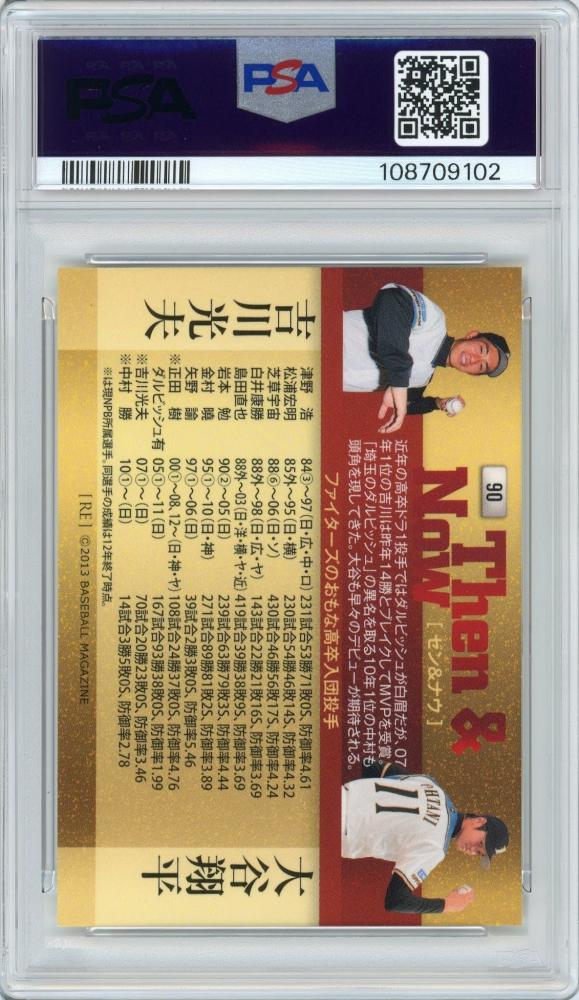 PSA
PSA
108709102
90
Then &
Now
[ゼン&ナウ]
近年の高卒ドラ1投手ではダルビッシュが白眉だが、07
年1位の吉川は昨年14勝とブレイクしてMVPを受賞。
「埼玉のダルビッシュ」の異名を取る10年1位の中村も
頭角を現してきた。大谷も早々のデビューが期待される。
OHTANI
11
ファイターズのおもな高卒入団投手
津野 浩 84③〜97(日・広・中・ロ) 231試合53勝71敗0S、防御率4.61
松浦宏明 85外〜95(日・横) 230試合54勝46敗14S、防御率4.32
芝草宇宙 88⑥〜06(日・ソ) 430試合46勝56敗17S、防御率4.24
白井康勝 88外〜98(日・広・ヤ) 143試合22勝21敗16S、防御率3.69
島田直也 88外〜03(日・洋・横・ヤ・近) 419試合39勝38敗9S、防御率3.69
岩本 勉 90②〜05(日) 239試合63勝79敗3S、防御率4.44
金村 曉 95①〜10(日・神) 271試合89勝81敗2S、防御率3.89
矢野 諭 97①〜06(日) 39試合2勝3敗0S、防御率5.46
※正田 樹 00①〜08、12〜(日・神・ヤ) 108試合24勝37敗0S、防御率4.76
ダルビッシュ有 05①〜11(日) 167試合93勝38敗0S、防御率1.99
※吉川光夫 07①〜(日) 70試合20勝23敗0S、防御率3.46
※中村 勝 10①〜(日) 14試合3勝5敗0S、防御率2.78
※は現NPB所属選手。同選手の成績は12年終了時点。
吉川光夫
大谷翔平
[RE] ©2013 BASEBALL MAGAZINE